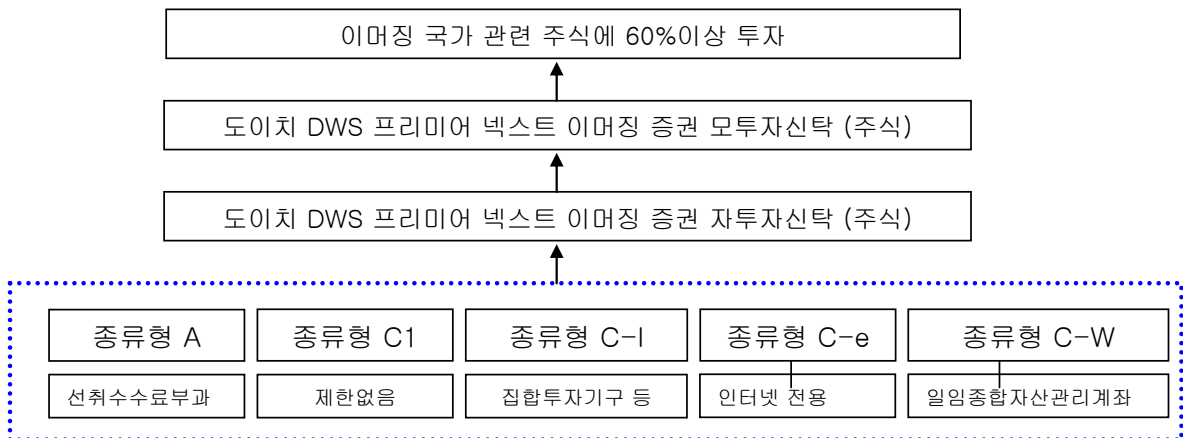 이머징 국가 관련 주식에 60%이상 투자
도이치 DWS 프리미어 넥스트 이머징 증권 모투자신탁 (주식)
도이치 DWS 프리미어 넥스트 이머징 증권 자투자신탁 (주식)
종류형 A 종류형 C1 종류형 C-I 종류형 C-e 종류형 C-W
선취수수료부과 제한없음 집합투자기구 등 인터넷 전용 일임종합자산관리계좌